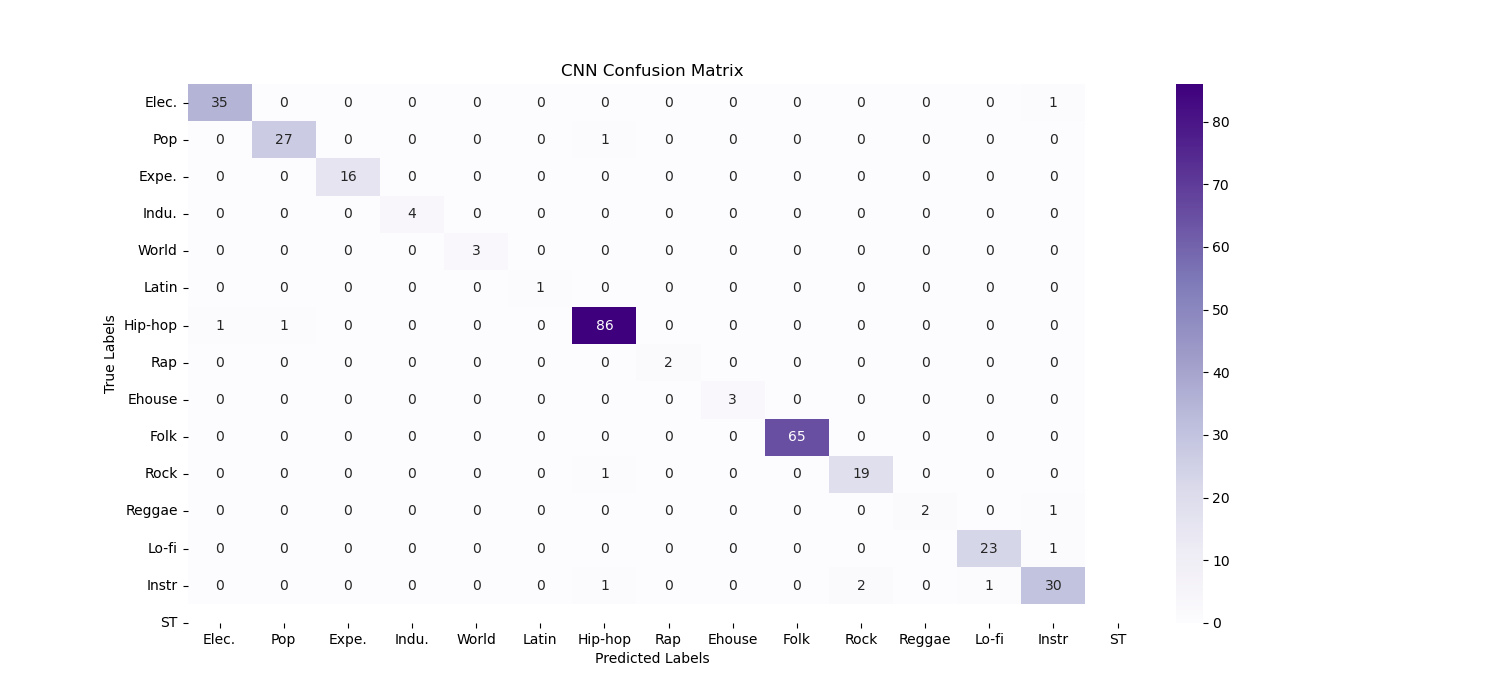 CNN Confusion Matrix
Elec. 35 0 0 0 0 0 0 0 0 0 0 0 0 1
Pop 0 27 0 0 0 0 1 0 0 0 0 0 0 0
Expe. 0 0 16 0 0 0 0 0 0 0 0 0 0 0
Indu. 0 0 0 4 0 0 0 0 0 0 0 0 0 0
World 0 0 0 0 3 0 0 0 0 0 0 0 0 0
Latin 0 0 0 0 0 1 0 0 0 0 0 0 0 0
Hip-hop 1 1 0 0 0 0 86 0 0 0 0 0 0 0
Rap 0 0 0 0 0 0 0 2 0 0 0 0 0 0
Ehouse 0 0 0 0 0 0 0 0 3 0 0 0 0 0
Folk 0 0 0 0 0 0 0 0 0 65 0 0 0 0
Rock 0 0 0 0 0 0 1 0 0 0 19 0 0 0
Reggae 0 0 0 0 0 0 0 0 0 0 0 2 0 1
Lo-fi 0 0 0 0 0 0 0 0 0 0 0 0 23 1
Instr 0 0 0 0 0 0 1 0 0 0 2 0 1 30
ST
Elec. Pop Expe. Indu. World Latin Hip-hop Rap Ehouse Folk Rock Reggae Lo-fi Instr ST
Predicted Labels
True Labels
80
70
60
50
40
30
20
10
0